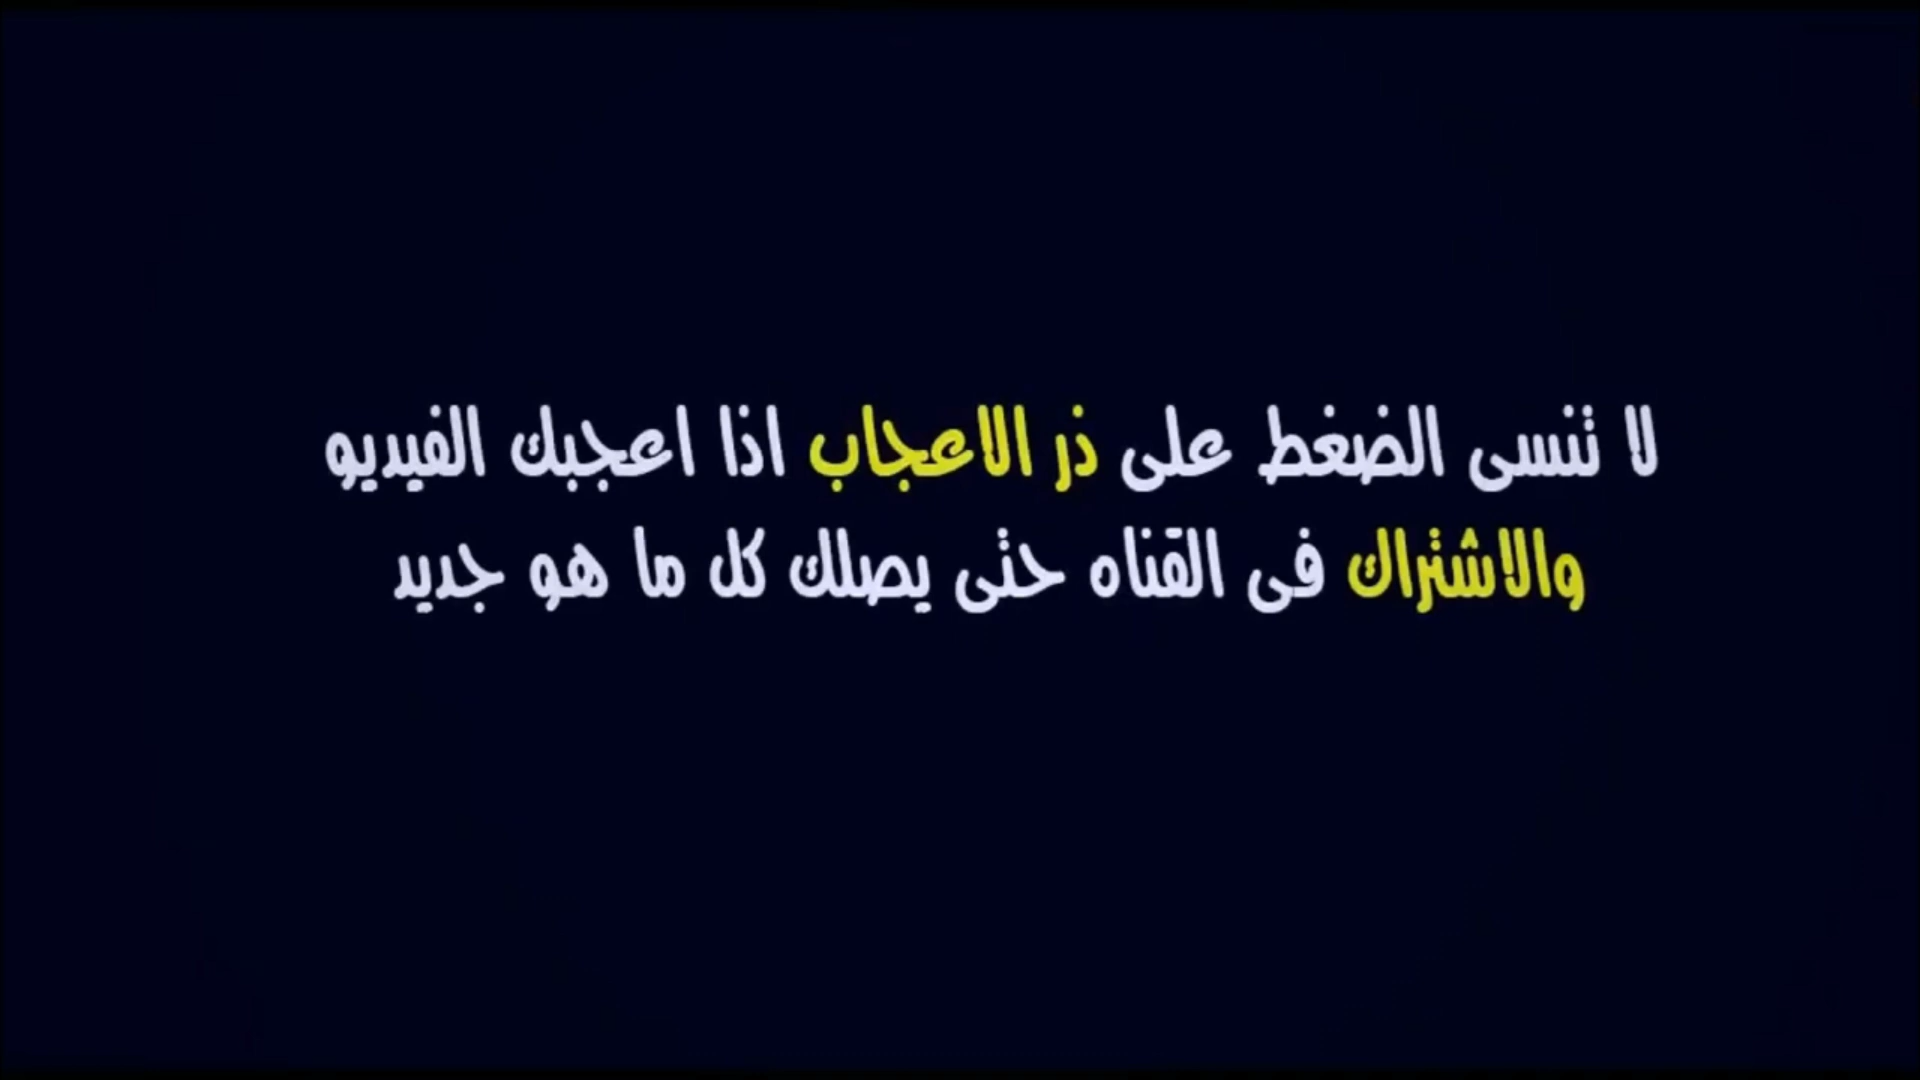 لا تنسى الضغط على ذر الاعجاب اذا اعجبك الفيديو
والاشتراك فى القناه حتى يصلك كل ما هو جديد